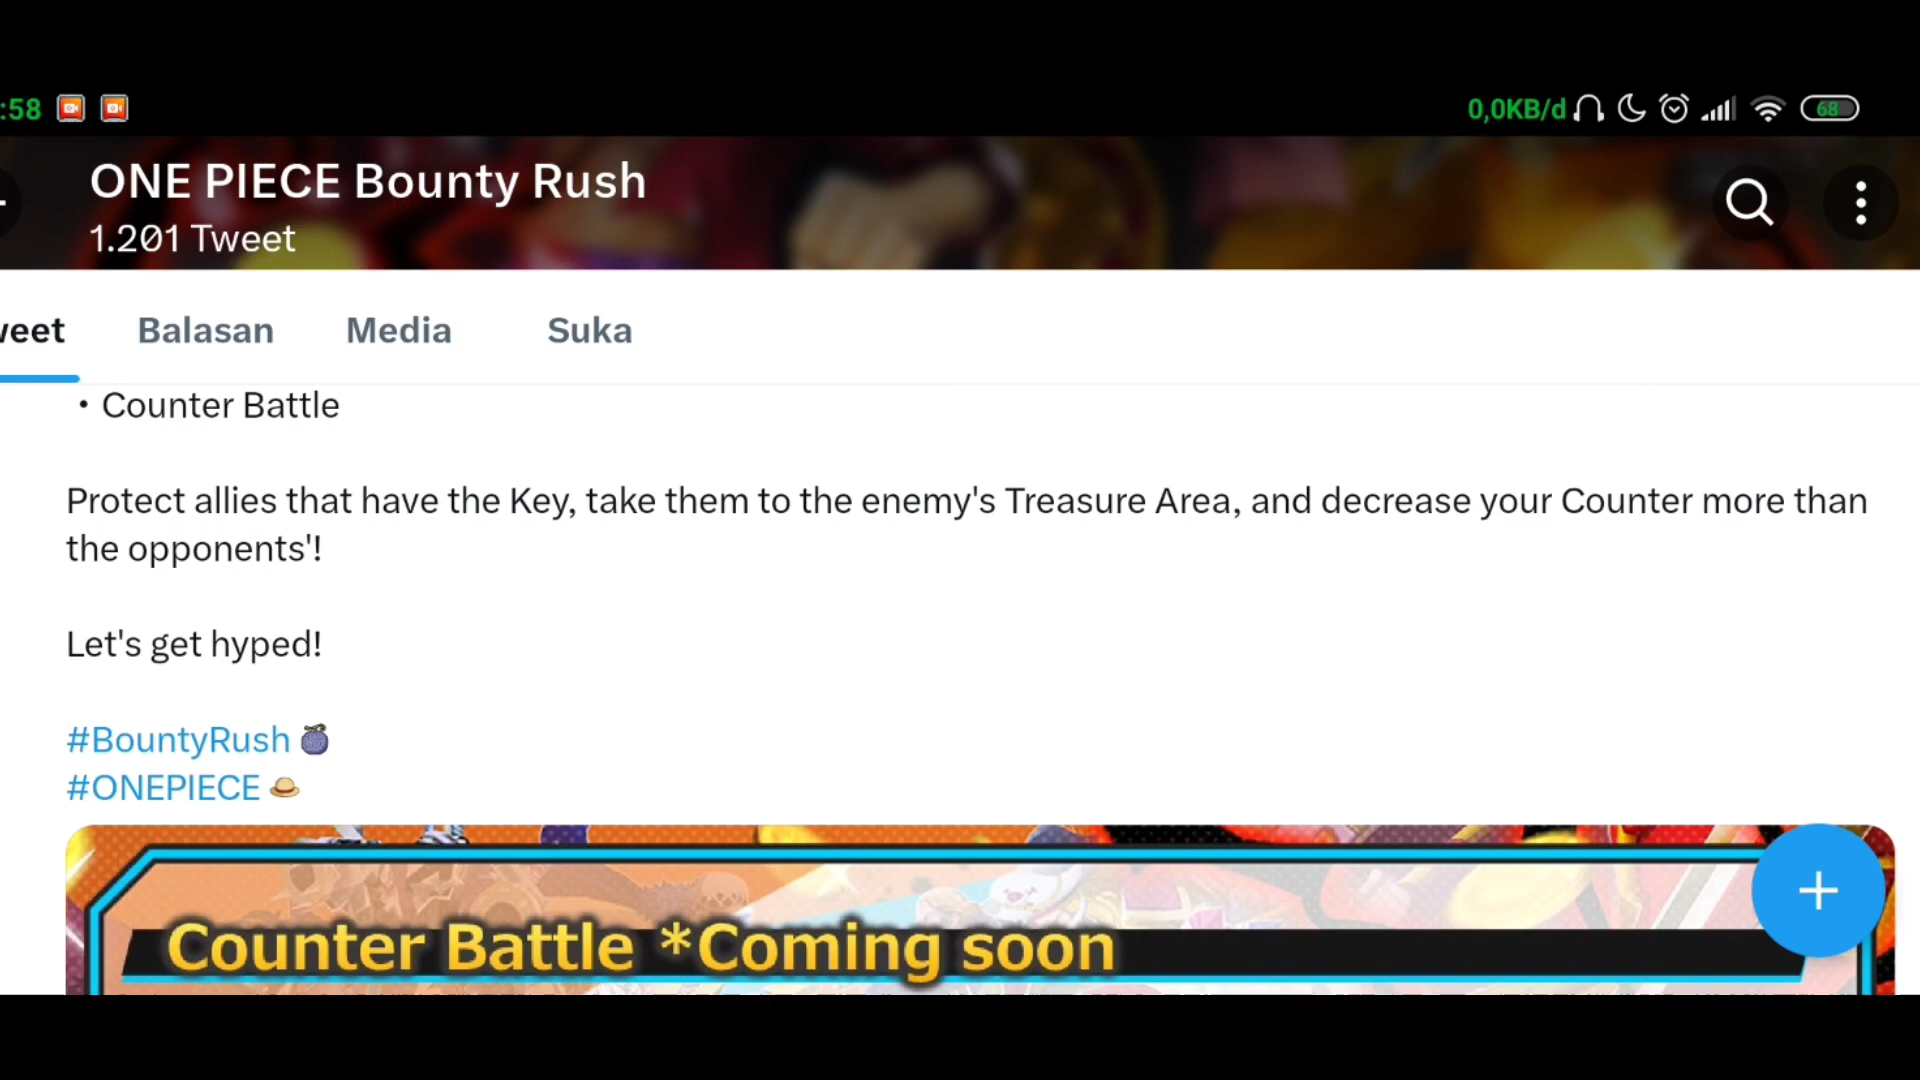 :58
0,0KB/d
68
ONE PIECE Bounty Rush
1.201 Tweet
weet Balasan Media Suka
・Counter Battle
Protect allies that have the Key, take them to the enemy's Treasure Area, and decrease your Counter more than
the opponents'!
Let's get hyped!
#BountyRush
#ONEPIECE
Counter Battle *Coming soon